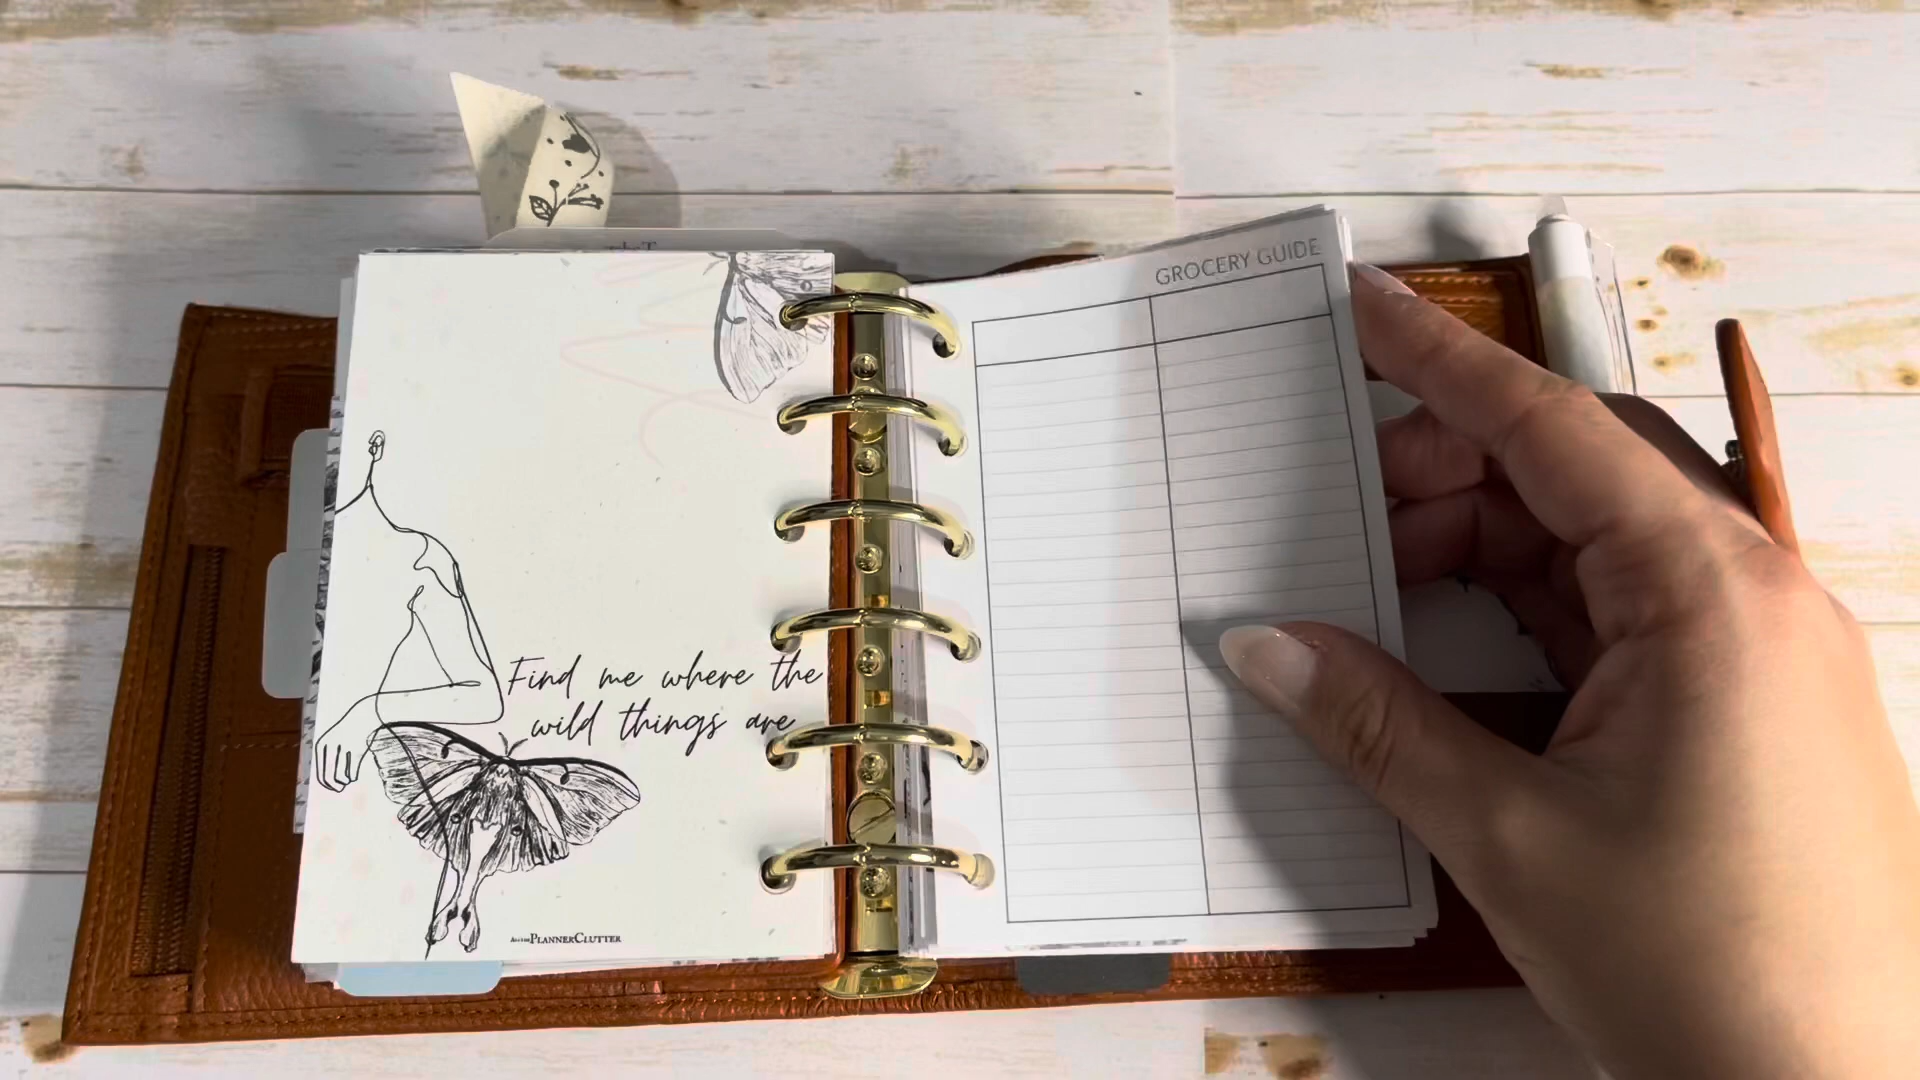 Find me where the
wild things are
PLANNERCLUTTER
GROCERY GUIDE